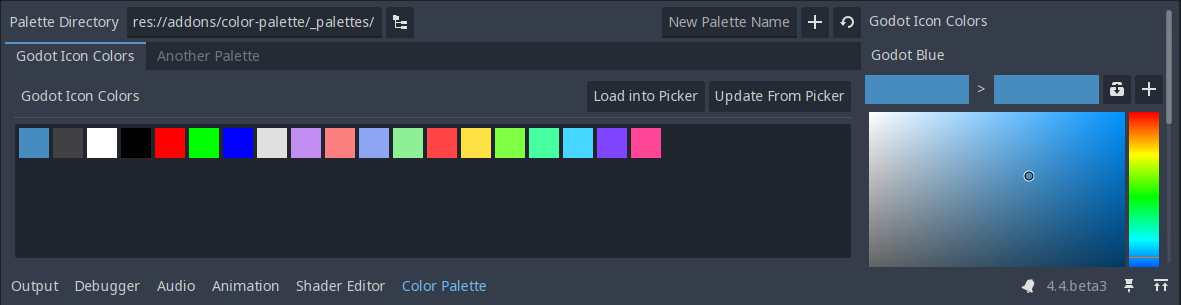 Palette Directory res://addons/color-palette/_palettes/ New Palette Name
Godot Icon Colors Another Palette
Godot Icon Colors Load into Picker Update From Picker
Godot Icon Colors
Godot Blue
>
Output Debugger Audio Animation Shader Editor Color Palette 4.4.beta3